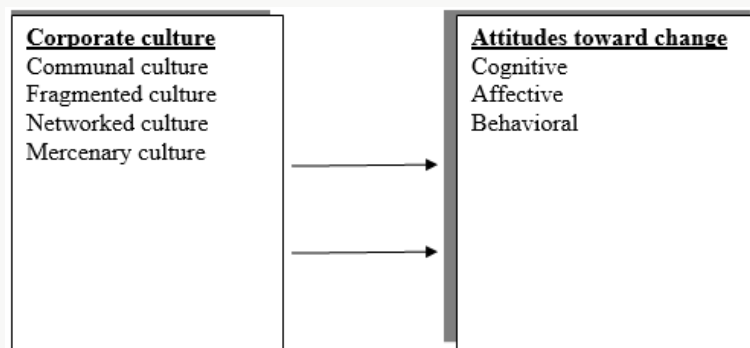 Corporate culture
Communal culture
Fragmented culture
Networked culture
Mercenary culture
Attitudes toward change
Cognitive
Affective
Behavioral